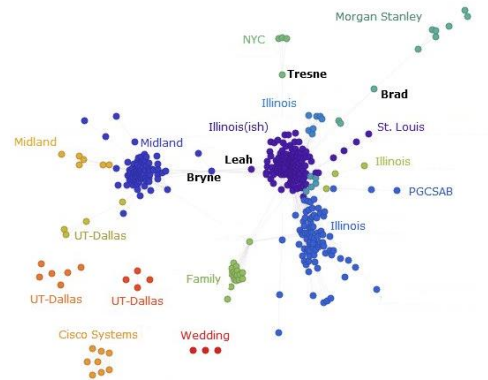 Morgan Stanley
NYC
Tresne
Brad
Illinois
Illinois(ish)
St. Louis
Midland
Midland
Leah
Illinois
Bryne
PGCSAB
Illinois
UT-Dallas
Family
UT-Dallas
UT-Dallas
Cisco Systems
Wedding